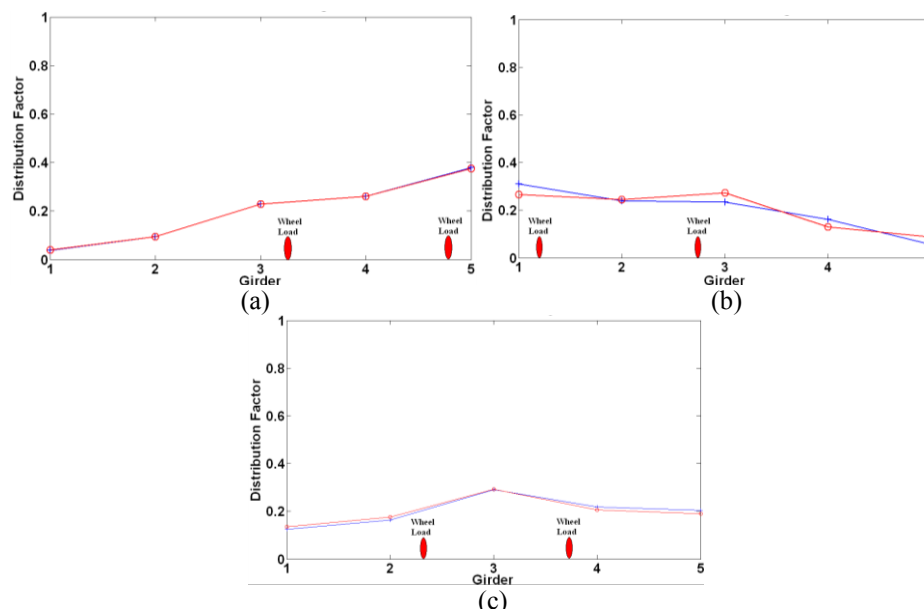 1
0.8
0.6
0.4
0.2
0
Distribution Factor
Wheel
Load
Wheel
Load
1 2 3 4 5
Girder
(a)
1
0.8
0.6
0.4
0.2
0
Distribution Factor
Wheel
Load
Wheel
Load
1 2 3 4
Girder
(b)
1
0.8
0.6
0.4
0.2
0
Distribution Factor
Wheel
Load
Wheel
Load
1 2 3 4 5
Girder
(c)